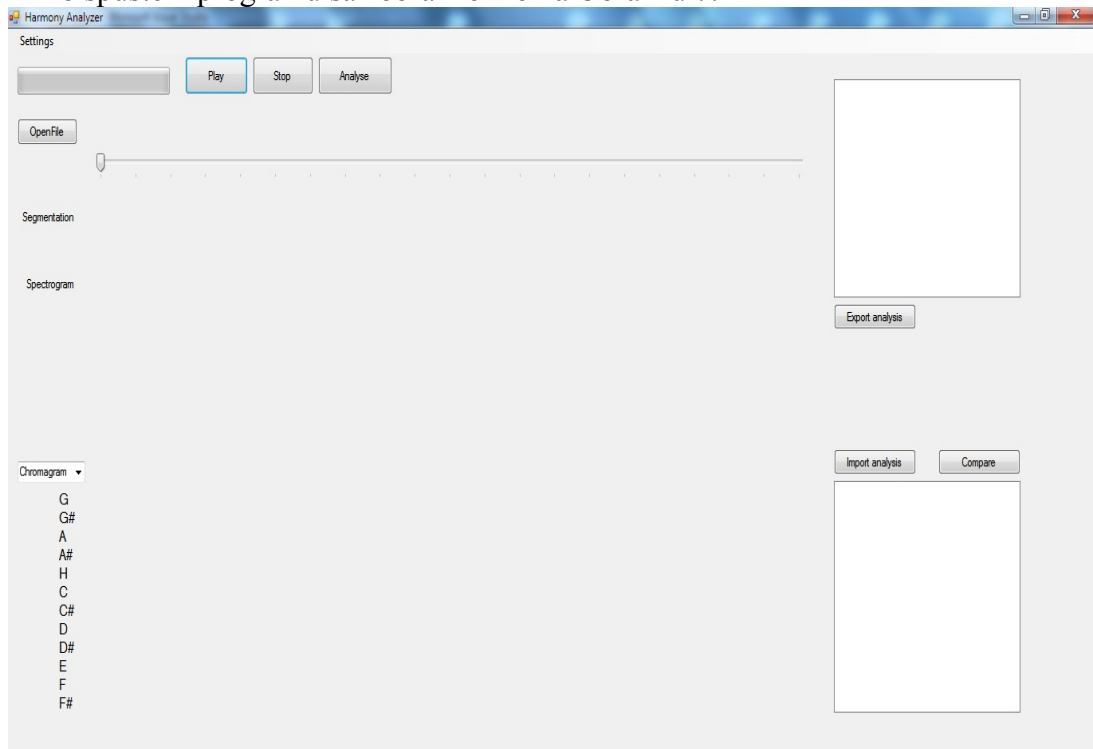 Harmony Analyzer
Settings
Play Stop Analyse
OpenFile
Segmentation
Spectrogram
Export analysis
Import analysis Compare
Chromagram
G
G#
A
A#
H
C
C#
D
D#
E
F
F#